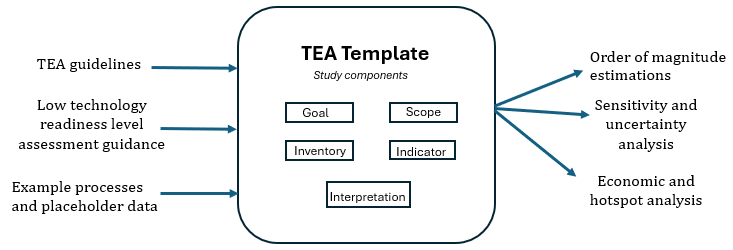 TEA guidelines
Low technology
readiness level
assessment guidance
Example processes
and placeholder data
TEA Template
Study components
Goal
Scope
Inventory
Indicator
Interpretation
Order of magnitude
estimations
Sensitivity and
uncertainty
analysis
Economic and
hotspot analysis